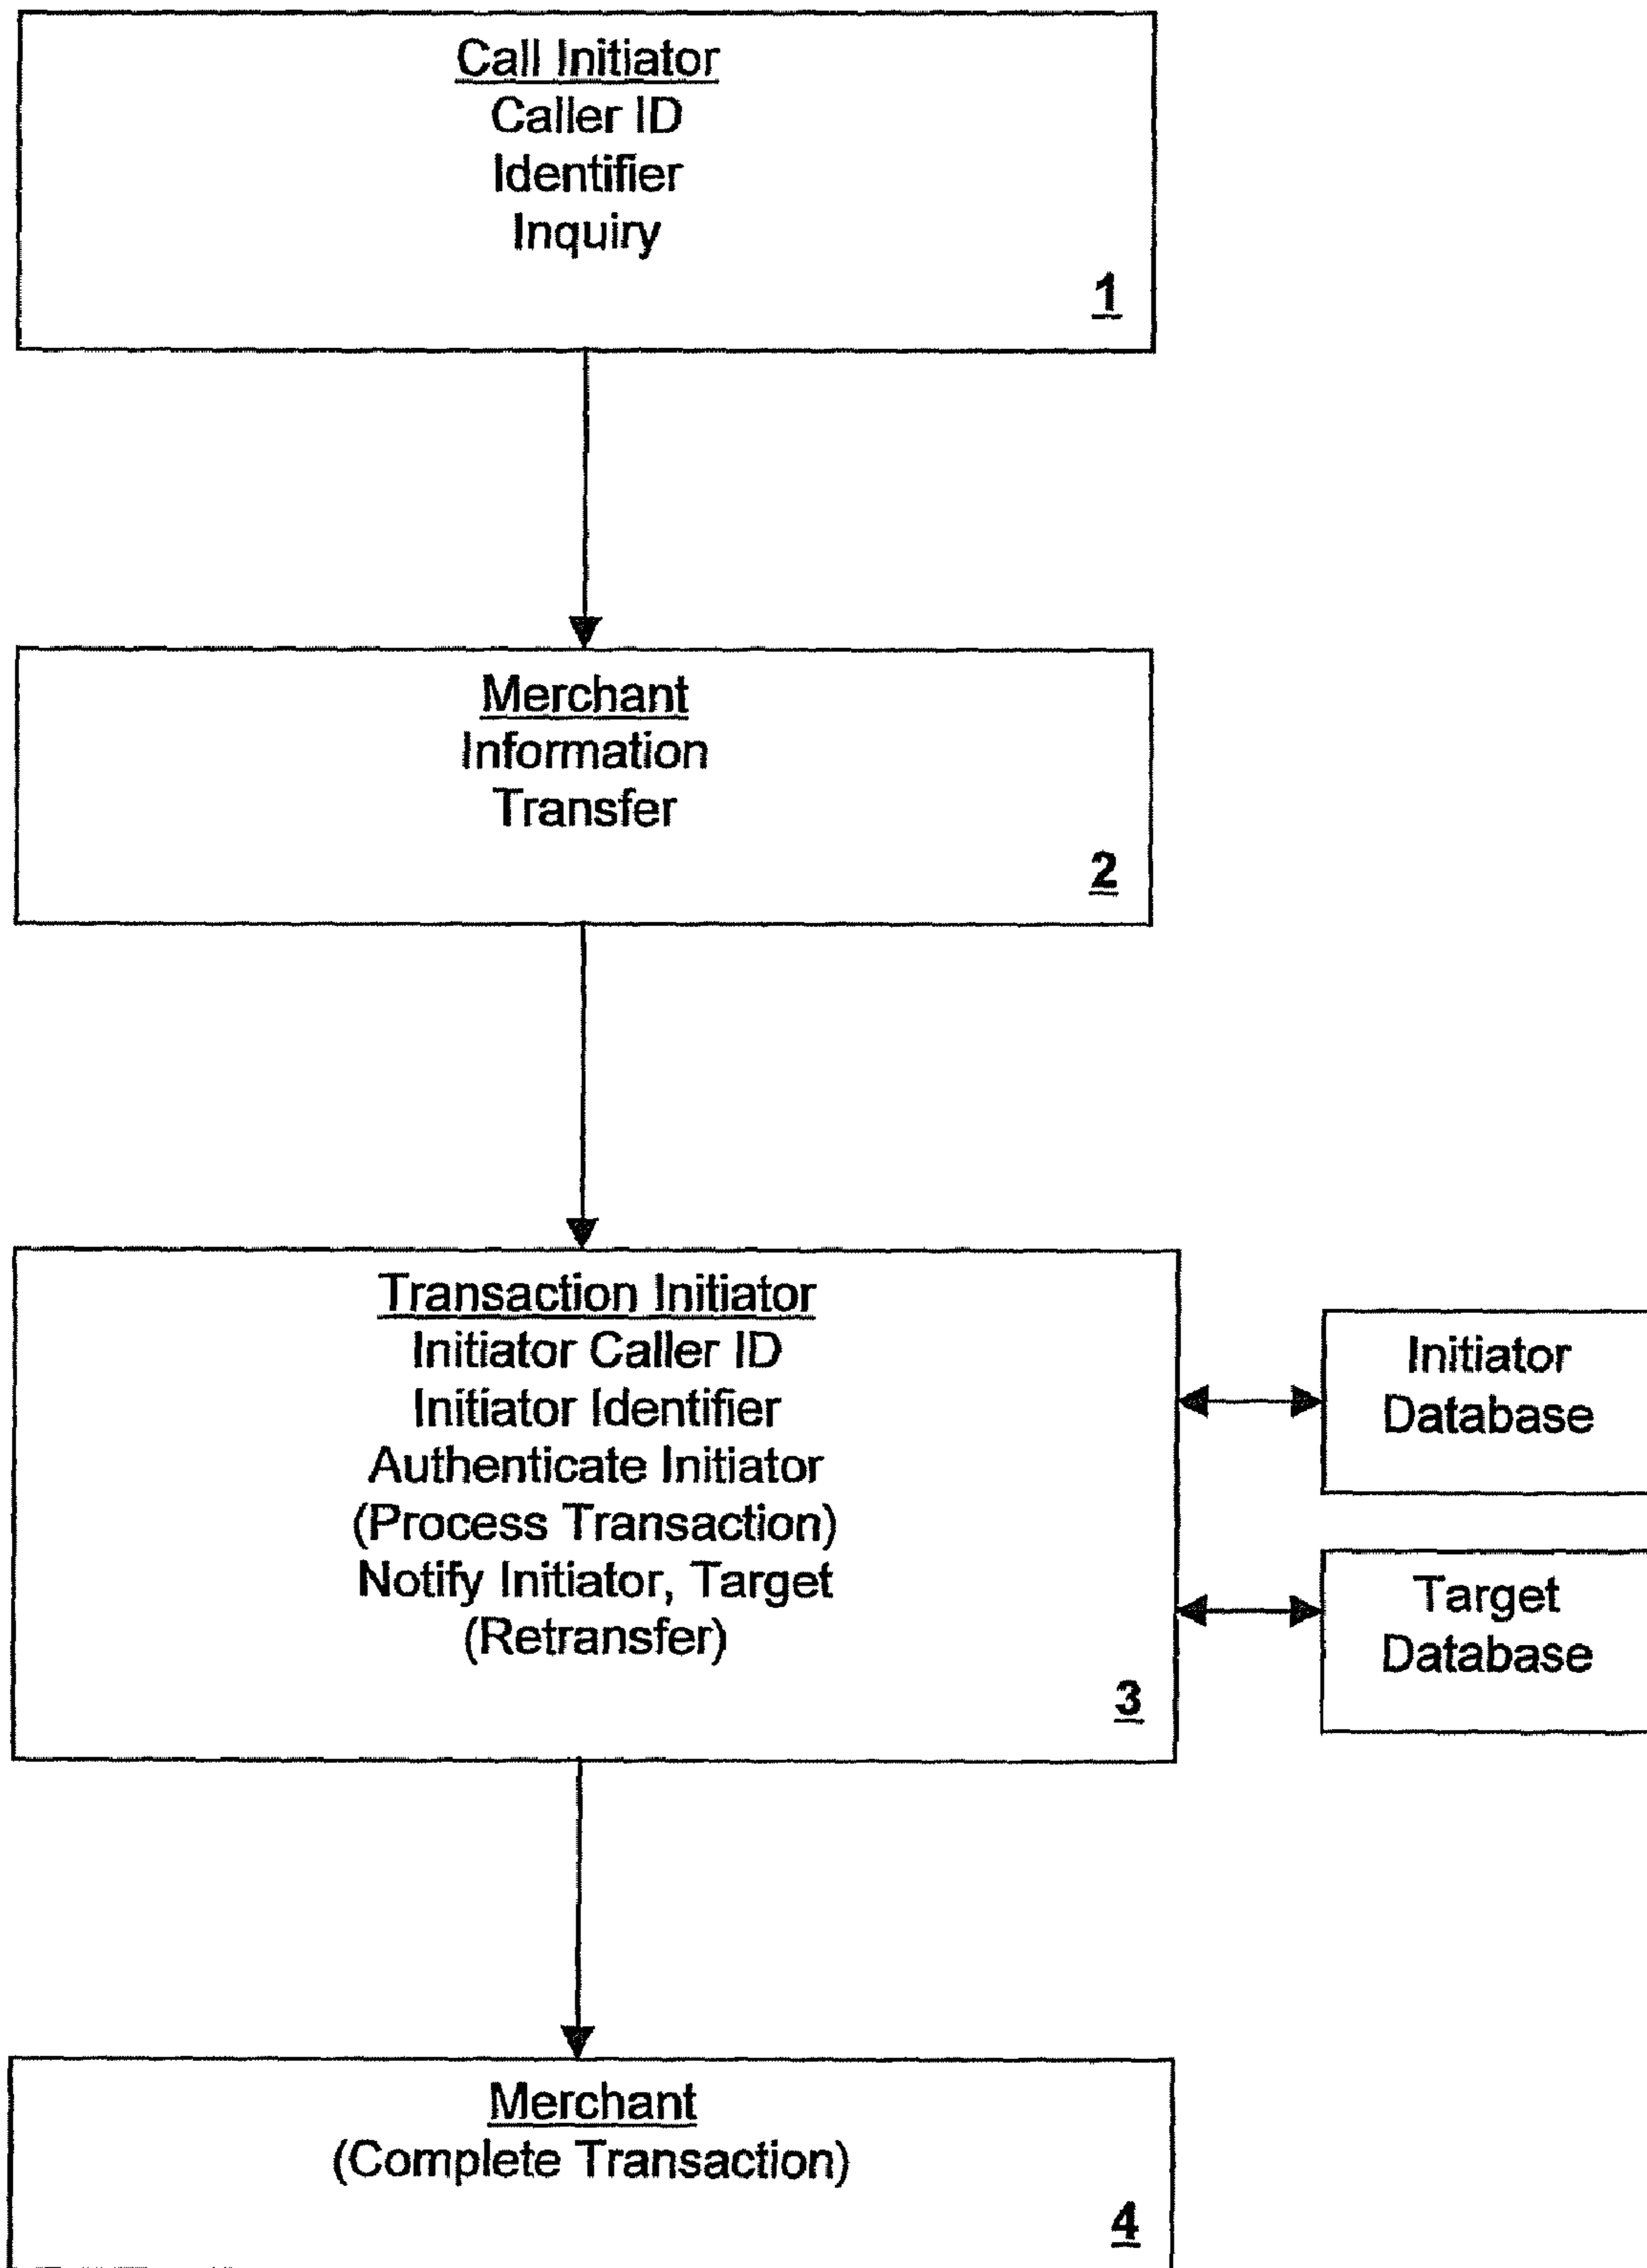 Call Initiator
Caller ID
Identifier
Inquiry
1
Merchant
Information
Transfer
2
Transaction Initiator
Initiator Caller ID
Initiator Identifier
Authenticate Initiator
(Process Transaction)
Notify Initiator, Target
(Retransfer)
3
Initiator
Database
Target
Database
Merchant
(Complete Transaction)
4